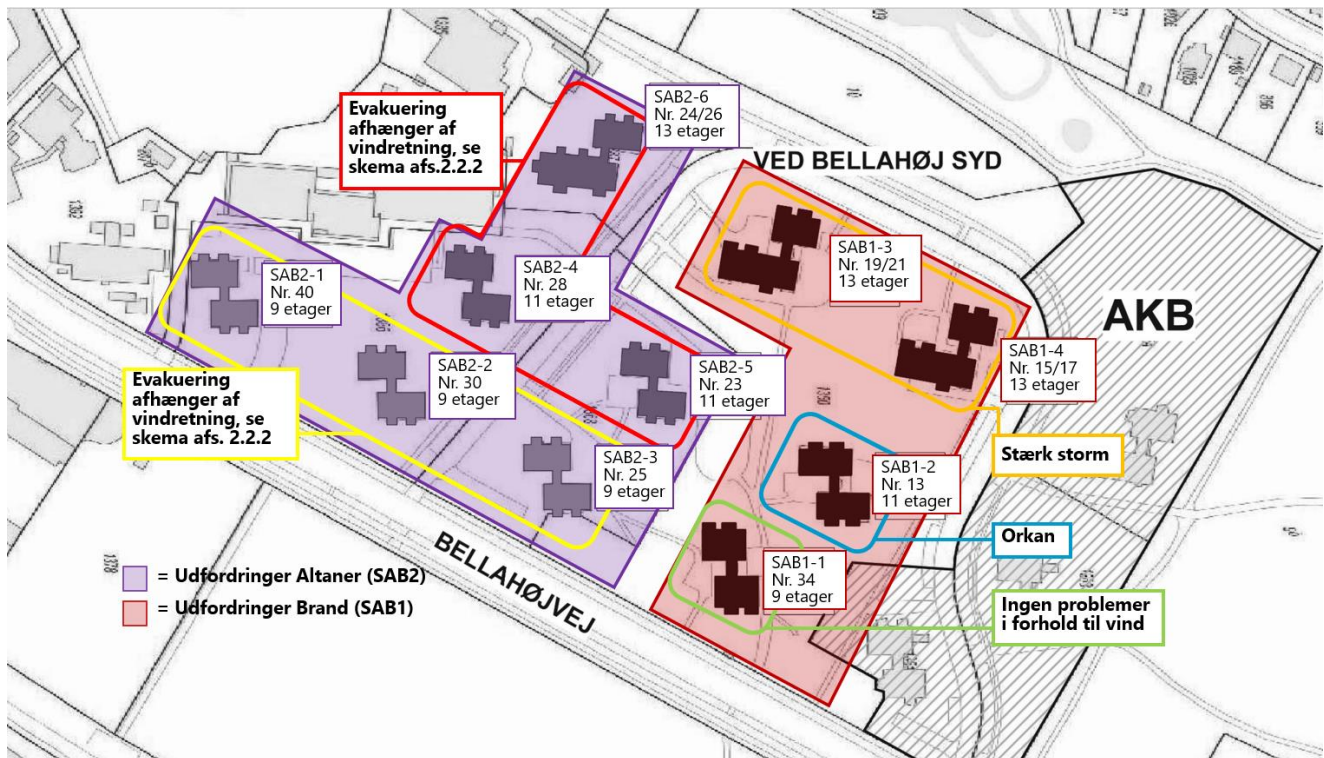 Evakuering
afhænger af
vindretning, se
skema afs.2.2.2
SAB2-6
Nr. 24/26
13 etager
VED BELLAHØJ SYD
SAB1-3
Nr. 19/21
13 etager
SAB2-1
Nr. 40
9 etager
SAB2-4
Nr. 28
11 etager
AKB
SAB1-4
Nr. 15/17
13 etager
SAB2-2
Nr. 30
9 etager
SAB2-5
Nr. 23
11 etager
Evakuering
afhænger af
vindretning, se
skema afs. 2.2.2
SAB2-3
Nr. 25
9 etager
SAB1-2
Nr. 13
11 etager
Stærk storm
Orkan
SAB1-1
Nr. 34
9 etager
BELLAHØJVEJ
= Udfordringer Altaner (SAB2)
= Udfordringer Brand (SAB1)
Ingen problemer
i forhold til vind
1362
1378
1390
10